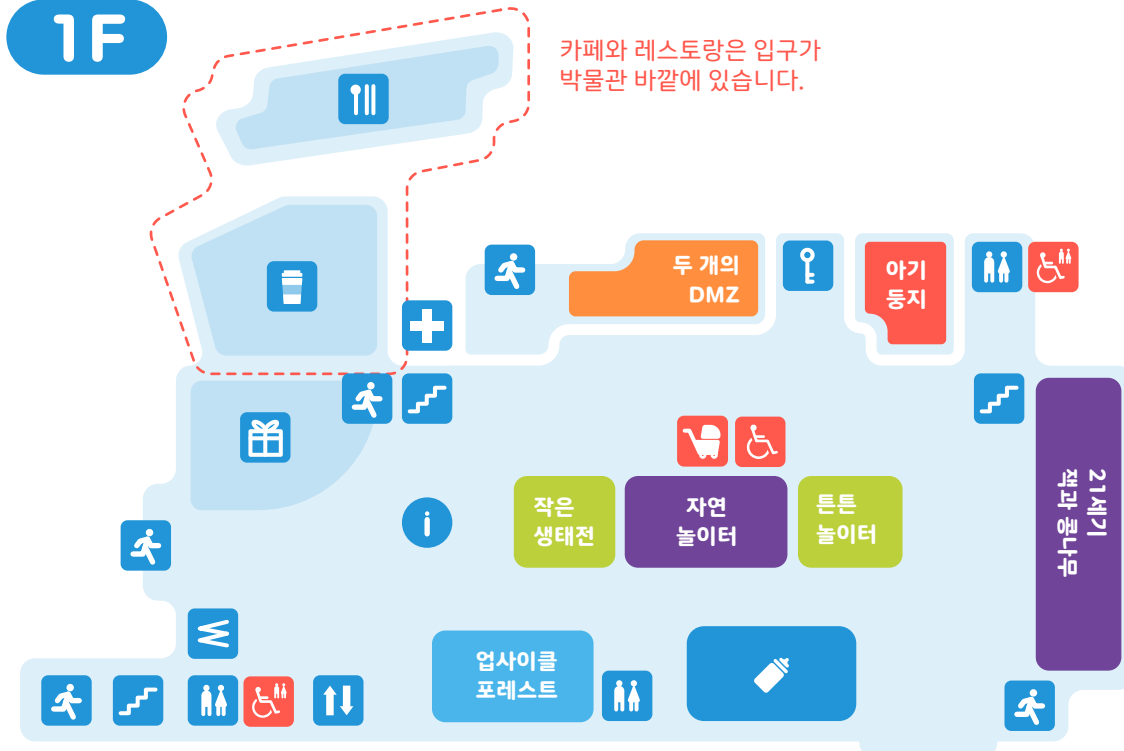 1F
카페와 레스토랑은 입구가
박물관 바깥에 있습니다.
두 개의
DMZ
아기
둥지
작은
생태전
자연
놀이터
튼튼
놀이터
21세기
잭과 콩나무
업사이클
포레스트